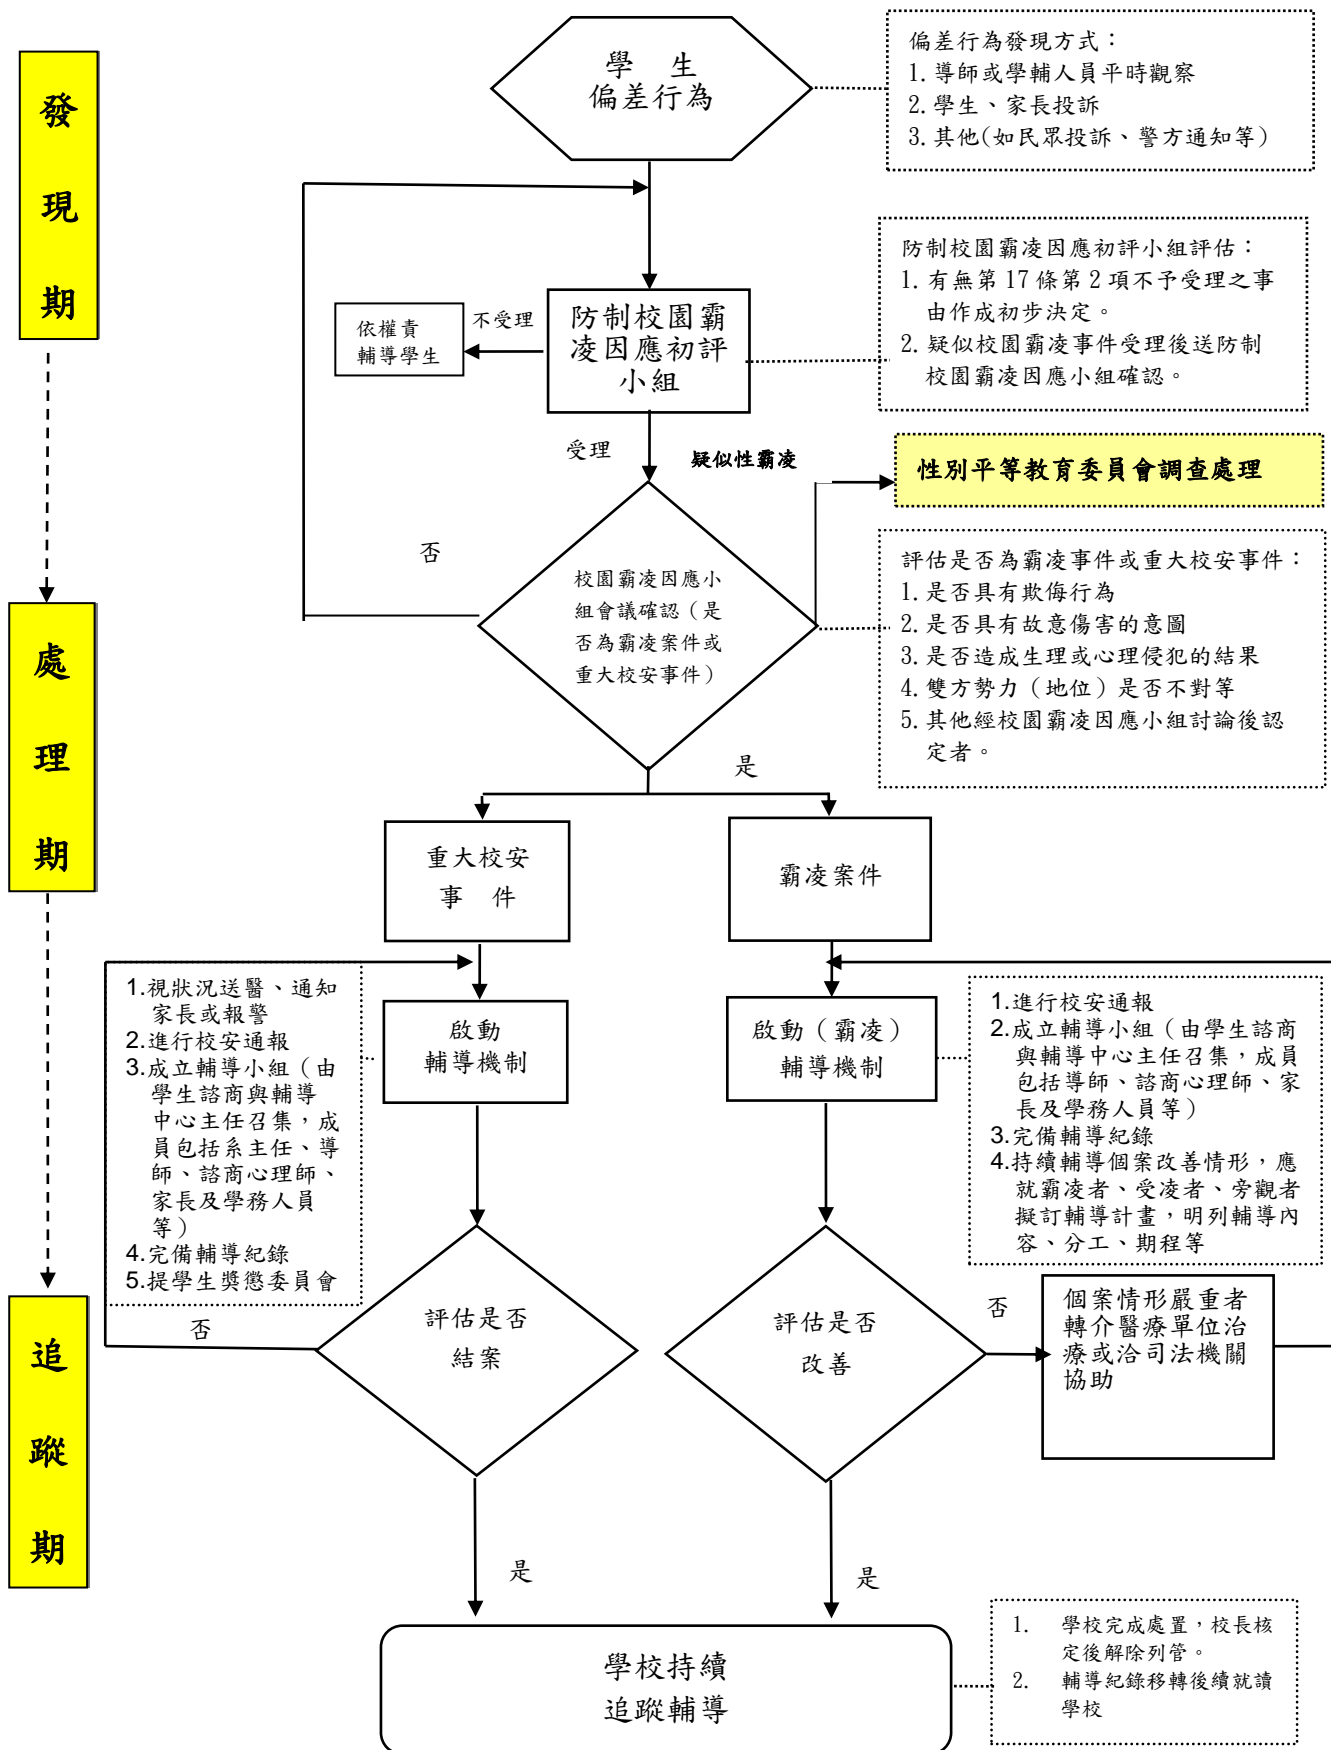 學 生
偏差行為
偏差行為發現方式：
1.導師或學輔人員平時觀察
2.學生、家長投訴
3.其他(如民眾投訴、警方通知等)
發
現
期
防制校園霸凌因應初評小組評估：
1. 有無第 17 條第 2 項不予受理之事
由作成初步決定。
2. 疑似校園霸凌事件受理後送防制
校園霸凌因應小組確認。
防制校園霸
凌因應初評
小組
不受理
依權責
輔導學生
受理
疑似性霸凌
性別平等教育委員會調查處理
否
校園霸凌因應小
組會議確認（是
否為霸凌案件或
重大校安事件）
評估是否為霸凌事件或重大校安事件：
1.是否具有欺侮行為
2.是否具有故意傷害的意圖
3.是否造成生理或心理侵犯的結果
4.雙方勢力（地位）是否不對等
5.其他經校園霸凌因應小組討論後認
定者。
處
理
期
是
重大校安
事 件
霸凌案件
1.視狀況送醫、通知
家長或報警
2.進行校安通報
3.成立輔導小組（由
學生諮商與輔導
中心主任召集，成
員包括系主任、導
師、諮商心理師、
家長及學務人員
等）
4.完備輔導紀錄
5.提學生獎懲委員會
啟動
輔導機制
啟動（霸凌）
輔導機制
1.進行校安通報
2.成立輔導小組（由學生諮商
與輔導中心主任召集，成員
包括導師、諮商心理師、家
長及學務人員等）
3.完備輔導紀錄
4.持續輔導個案改善情形，應
就霸凌者、受凌者、旁觀者
擬訂輔導計畫，明列輔導內
容、分工、期程等
追
蹤
期
否
評估是否
結案
評估是否
改善
否
個案情形嚴重者
轉介醫療單位治
療或洽司法機關
協助
是
是
學校持續
追蹤輔導
1. 學校完成處置，校長核
定後解除列管。
2. 輔導紀錄移轉後續就讀
學校